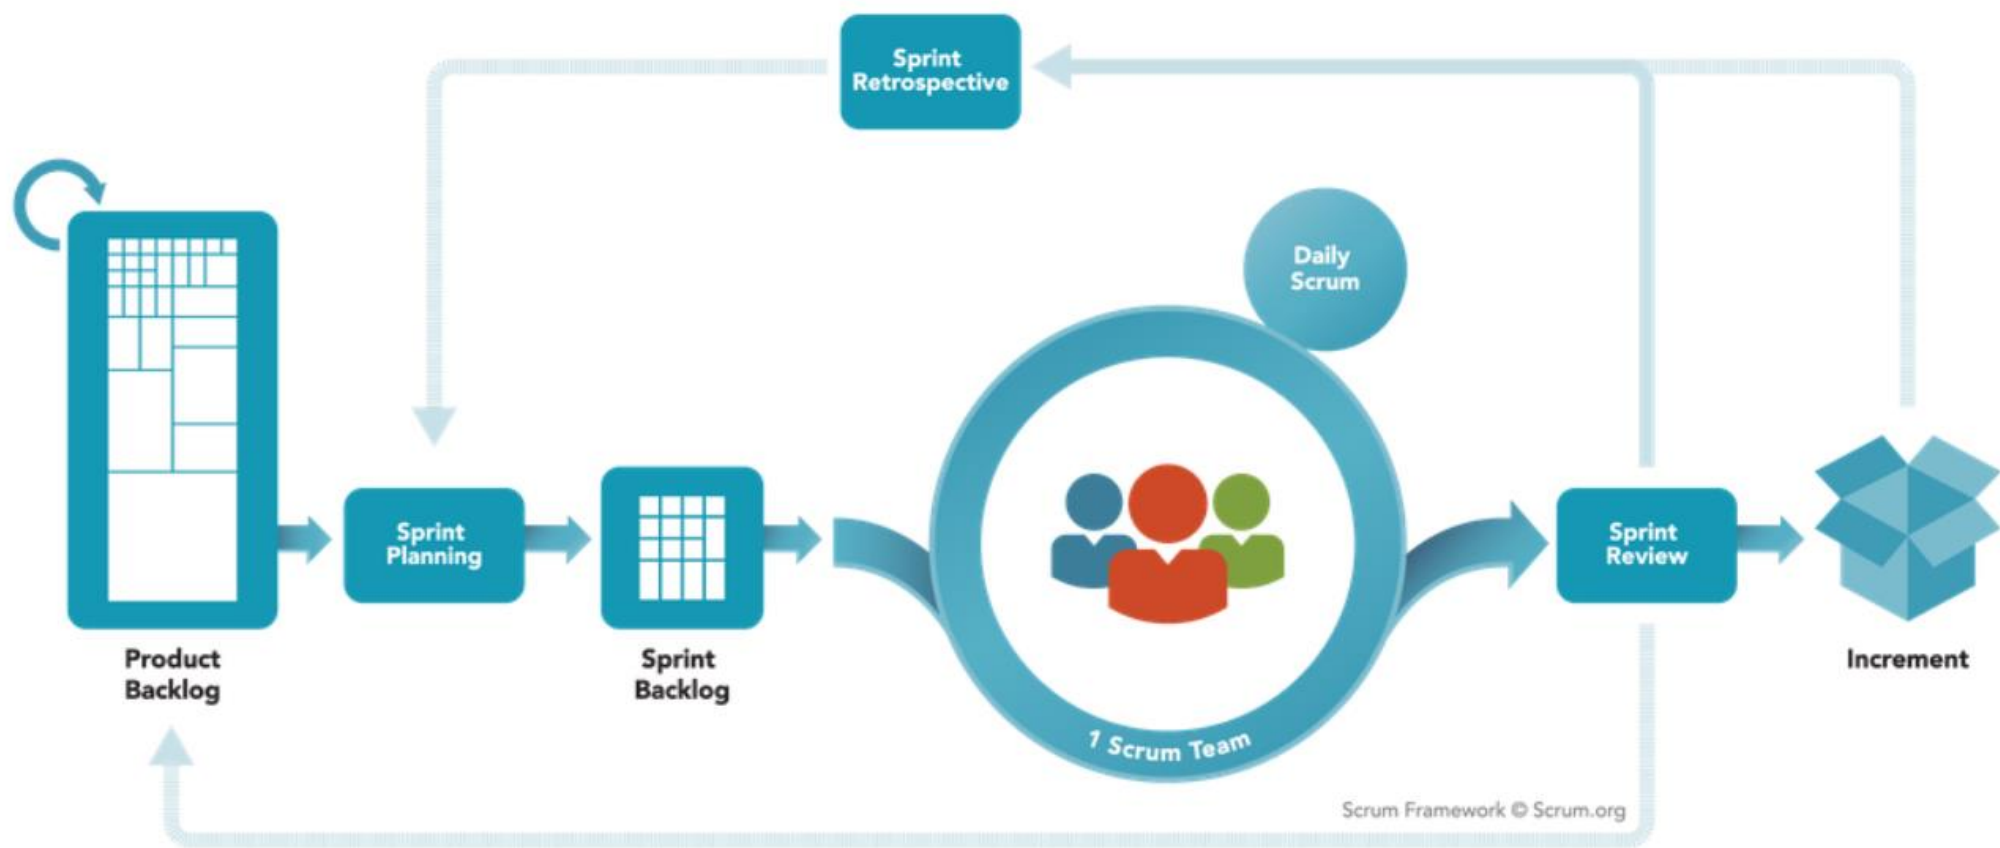 Sprint
Retrospective
Daily
Scrum
Sprint
Planning
Sprint
Review
Product
Backlog
Sprint
Backlog
Increment
1 Scrum Team
Scrum Framework © Scrum.org